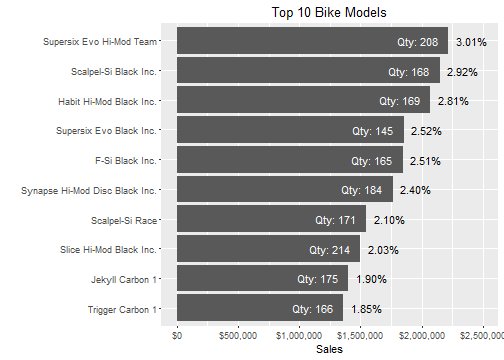 Top 10 Bike Models
Supersix Evo Hi-Mod Team Qty: 208 3.01%
Scalpel-Si Black Inc. Qty: 168 2.92%
Habit Hi-Mod Black Inc. Qty: 169 2.81%
Supersix Evo Black Inc. Qty: 145 2.52%
F-Si Black Inc. Qty: 165 2.51%
Synapse Hi-Mod Disc Black Inc. Qty: 184 2.40%
Scalpel-Si Race Qty: 171 2.10%
Slice Hi-Mod Black Inc. Qty: 214 2.03%
Jekyll Carbon 1 Qty: 175 1.90%
Trigger Carbon 1 Qty: 166 1.85%
$0 $500,000 $1,000,000 $1,500,000 $2,000,000 $2,500,
Sales